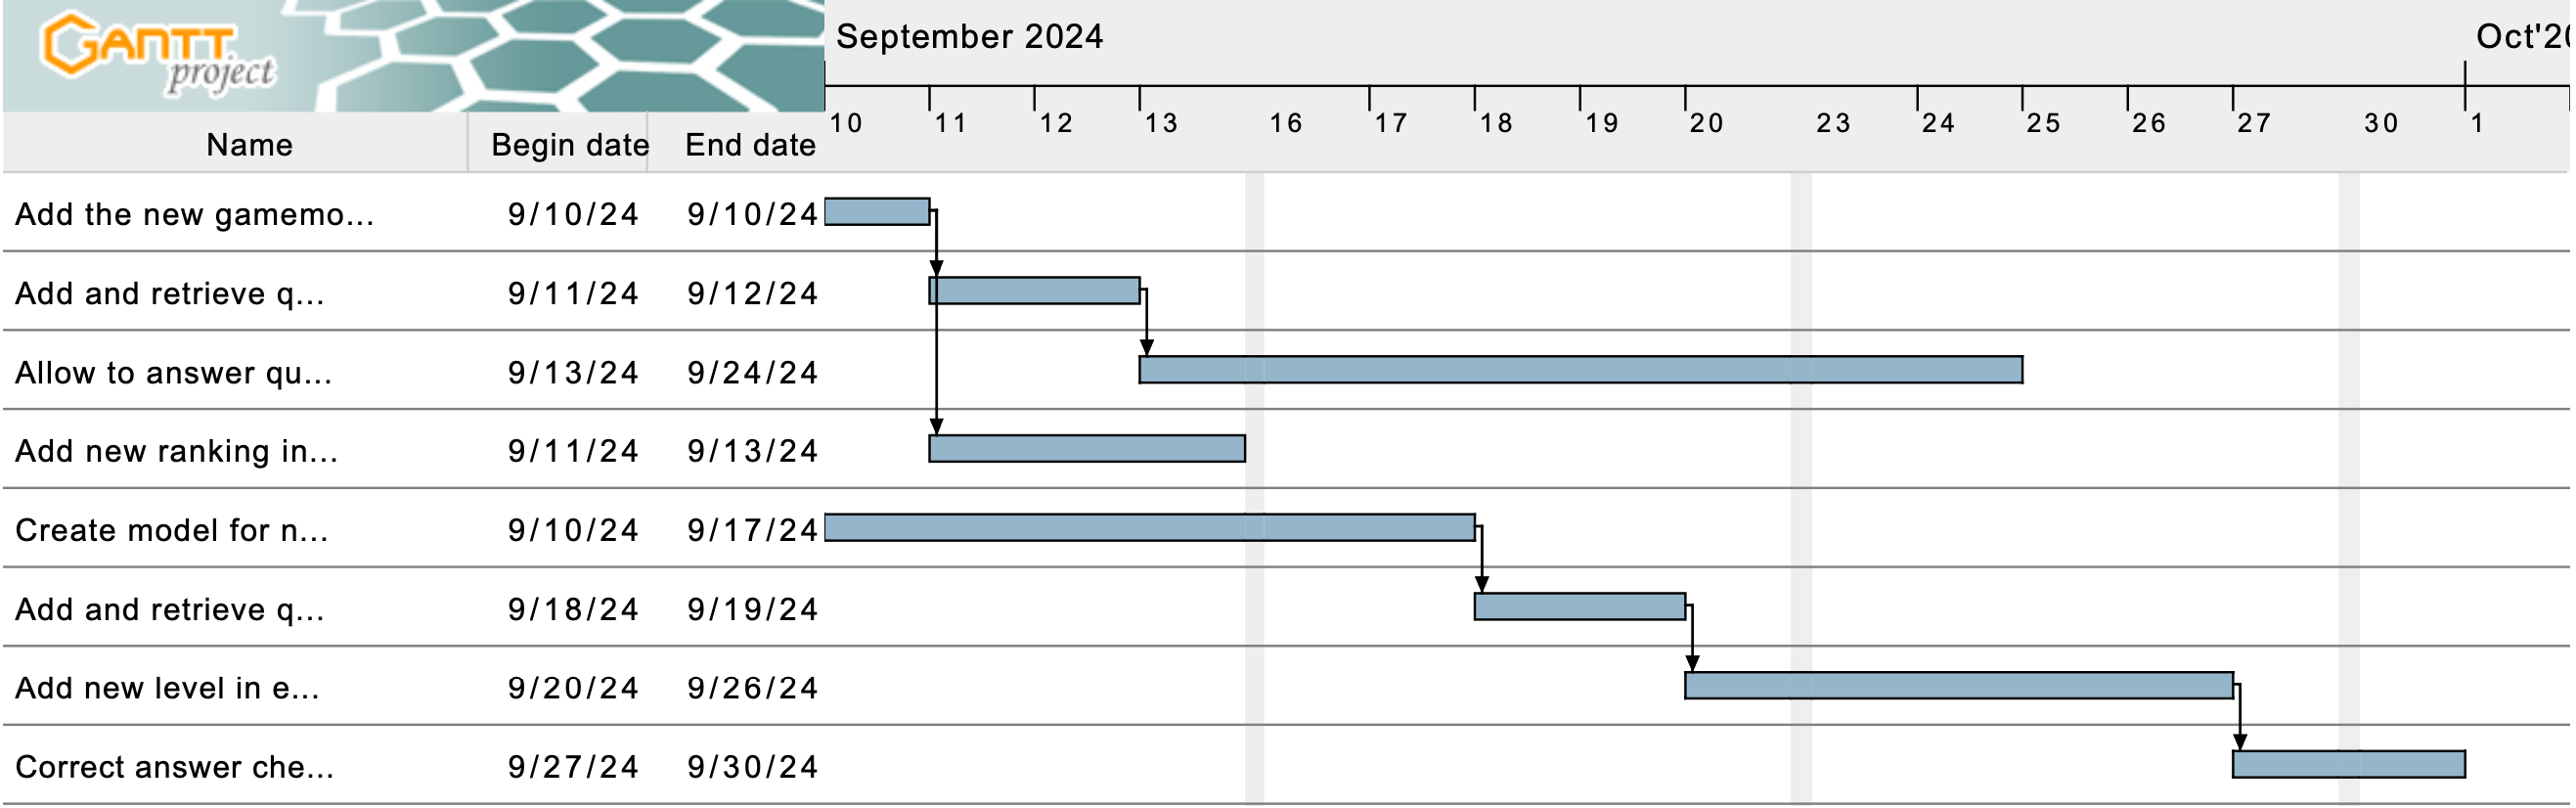 GANTT
project
September 2024 Oct'20
10 11 12 13 16 17 18 19 20 23 24 25 26 27 30 1
Name Begin date End date
Add the new gamemo... 9/10/24 9/10/24
Add and retrieve q... 9/11/24 9/12/24
Allow to answer qu... 9/13/24 9/24/24
Add new ranking in... 9/11/24 9/13/24
Create model for n... 9/10/24 9/17/24
Add and retrieve q... 9/18/24 9/19/24
Add new level in e... 9/20/24 9/26/24
Correct answer che... 9/27/24 9/30/24